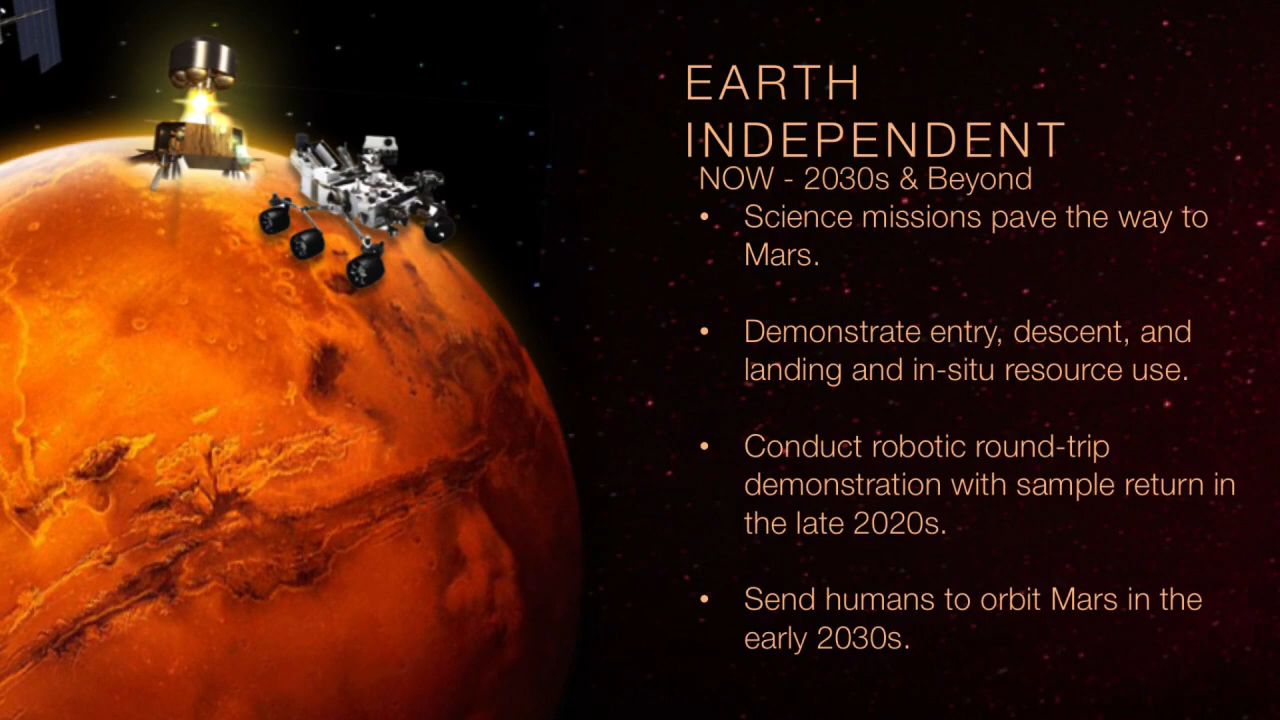 EARTH
INDEPENDENT
NOW - 2030s & Beyond
• Science missions pave the way to
Mars.
• Demonstrate entry, descent, and
landing and in-situ resource use.
• Conduct robotic round-trip
demonstration with sample return in
the late 2020s.
• Send humans to orbit Mars in the
early 2030s.